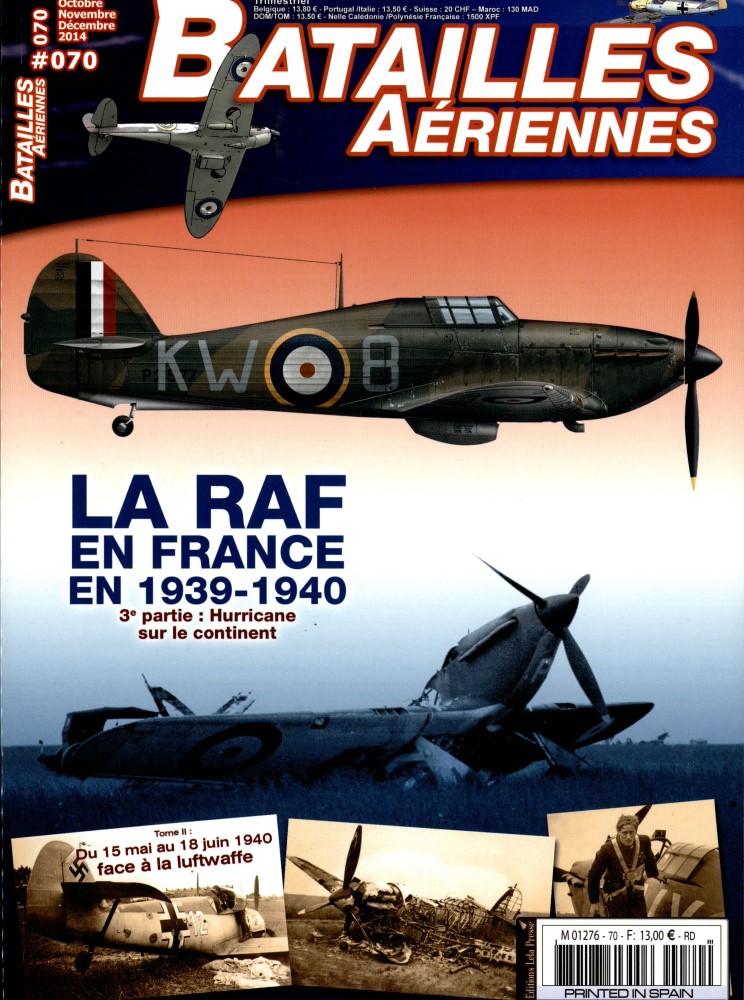 Octobre
Novembre
Décembre
2014
#070
070
BATAILLES
AÉRIENNES
Trimestriel
Belgique : 13,80 € - Portugal /Italie : 13,50 € - Suisse : 20 CHF – Maroc : 130 MAD
DOM/TOM : 13,50 € - Nelle Calédonie /Polynésie Française : 1500 XPF
BATAILLES
AÉRIENNES
KW 8
LA RAF
EN FRANCE
EN 1939-1940
3e partie : Hurricane
sur le continent
Tome II :
Du 15 mai au 18 juin 1940
face à la luftwaffe
12
Editions Lela Presse
M 01276 - 70 - F: 13,00 € - RD
PRINTED IN SPAIN